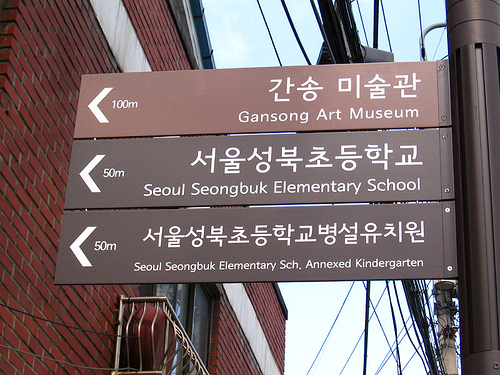 간송 미술관
100m
Gansong Art Museum
서울성북초등학교
50m
Seoul Seongbuk Elementary School
서울성북초등학교병설유치원
50m
Seoul Seongbuk Elementary Sch, Annexed Kindergarten